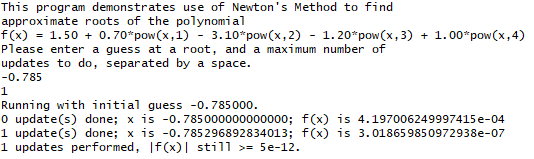 This program demonstrates use of Newton's Method to find
approximate roots of the polynomial
f(x) = 1.50 + 0.70*pow(x,1) - 3.10*pow(x,2) - 1.20*pow(x,3) + 1.00*pow(x,4)
Please enter a guess at a root, and a maximum number of
updates to do, separated by a space.
-0.785
1
Running with initial guess -0.785000.
0 update(s) done; x is -0.785000000000000; f(x) is 4.197006249997415e-04
1 update(s) done; x is -0.785296892834013; f(x) is 3.018659850972938e-07
1 updates performed, |f(x)| still >= 5e-12.